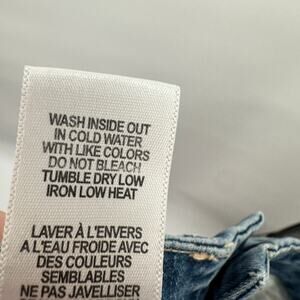 WASH INSIDE OUT
IN COLD WATER
WITH LIKE COLORS
DO NOT BLEACH
TUMBLE DRY LOW
IRON LOW HEAT
LAVER À L'ENVERS
A L'EAU FROIDE AVEC
DES COULEURS
SEMBLABLES
NE PAS JAVELLISER